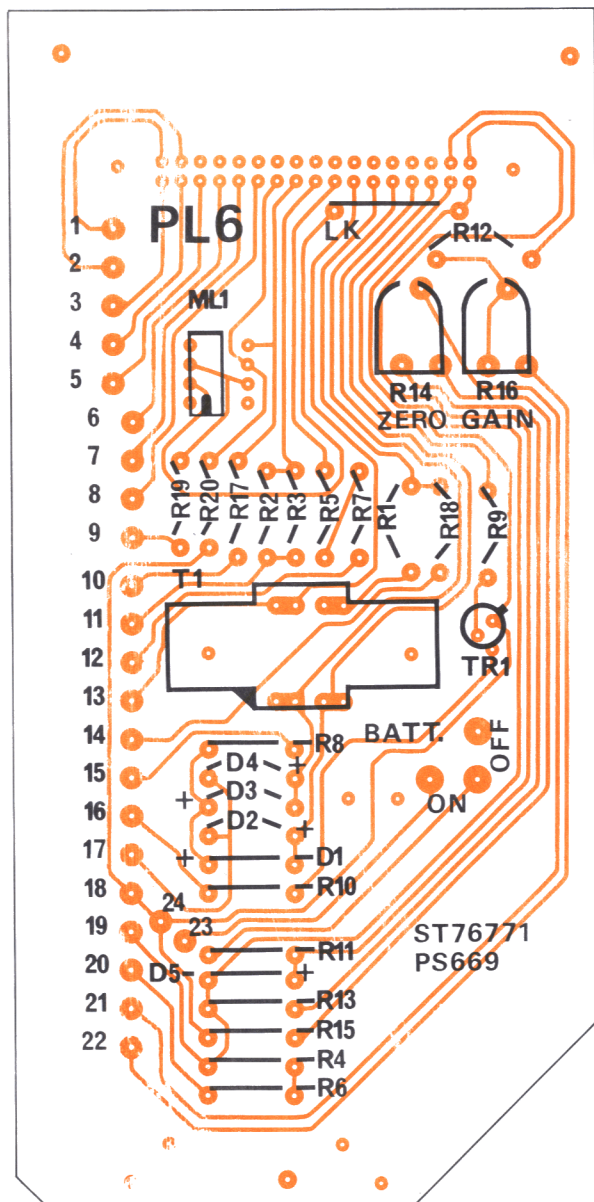 1
PL6
LK
R12
2
3
ML1
4
5
R14
R16
ZERO
GAIN
6
7
8
9
R19
R20
R17
R2
R3
R5
R7
R1
R18
R9
10
T1
11
12
TR1
13
14
R8
BATT.
OFF
15
D4
+
D3
+
ON
16
D2
+
17
+
D1
18
R10
24
19
23
R11
ST76771
20
D5
+
PS669
21
R13
22
R15
R4
R6